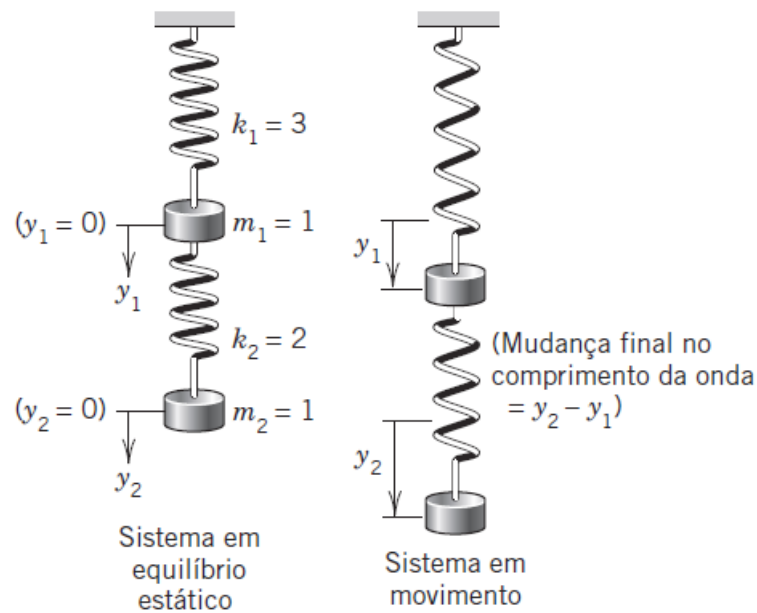 k₁ = 3
(y₁ = 0)
m₁ = 1
y₁
k₂ = 2
(y₂ = 0)
m₂ = 1
y₂
Sistema em
equilíbrio
estático
y₁
(Mudança final no
comprimento da onda
= y₂ – y₁)
y₂
Sistema em
movimento